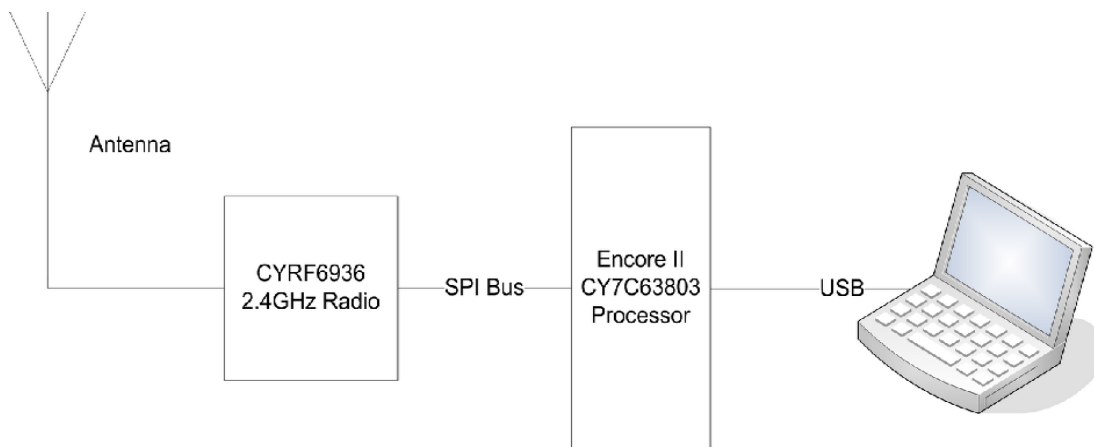 Antenna
CYRF6936
2.4GHz Radio
SPI Bus
Encore II
CY7C63803
Processor
USB